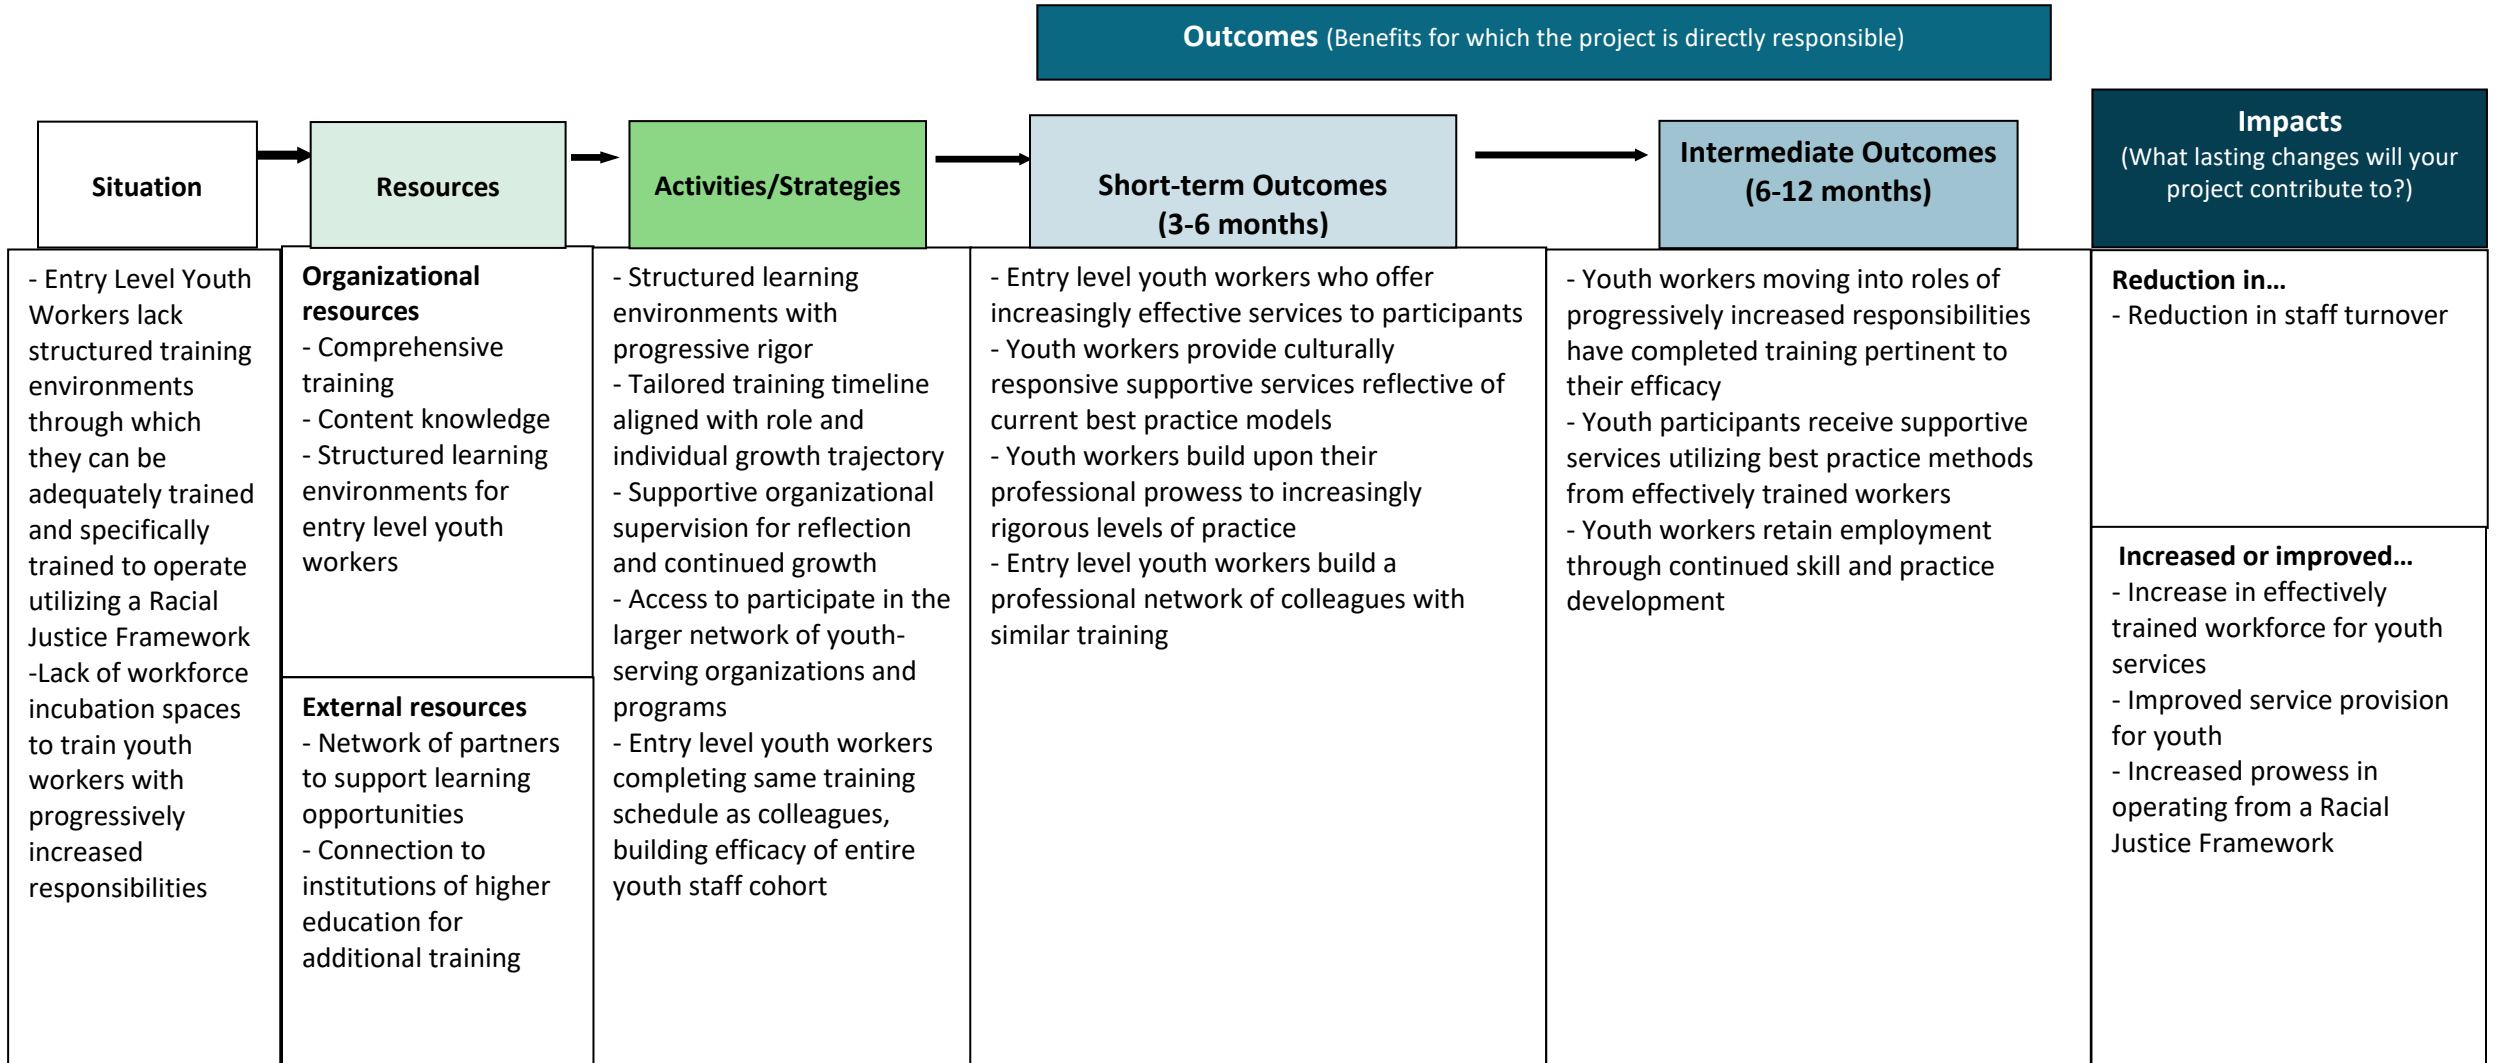 Outcomes (Benefits for which the project is directly responsible)
Situation
Resources
Activities/Strategies
Short-term Outcomes
(3-6 months)
Intermediate Outcomes
(6-12 months)
Impacts
(What lasting changes will your
project contribute to?)
- Entry Level Youth
Workers lack
structured training
environments
through which
they can be
adequately trained
and specifically
trained to operate
utilizing a Racial
Justice Framework
-Lack of workforce
incubation spaces
to train youth
workers with
progressively
increased
responsibilities
Organizational
resources
- Comprehensive
training
- Content knowledge
- Structured learning
environments for
entry level youth
workers
External resources
- Network of partners
to support learning
opportunities
- Connection to
institutions of higher
education for
additional training
- Structured learning
environments with
progressive rigor
- Tailored training timeline
aligned with role and
individual growth trajectory
- Supportive organizational
supervision for reflection
and continued growth
- Access to participate in the
larger network of youth-
serving organizations and
programs
- Entry level youth workers
completing same training
schedule as colleagues,
building efficacy of entire
youth staff cohort
- Entry level youth workers who offer
increasingly effective services to participants
- Youth workers provide culturally
responsive supportive services reflective of
current best practice models
- Youth workers build upon their
professional prowess to increasingly
rigorous levels of practice
- Entry level youth workers build a
professional network of colleagues with
similar training
- Youth workers moving into roles of
progressively increased responsibilities
have completed training pertinent to
their efficacy
- Youth participants receive supportive
services utilizing best practice methods
from effectively trained workers
- Youth workers retain employment
through continued skill and practice
development
Reduction in…
- Reduction in staff turnover
Increased or improved…
- Increase in effectively
trained workforce for youth
services
- Improved service provision
for youth
- Increased prowess in
operating from a Racial
Justice Framework